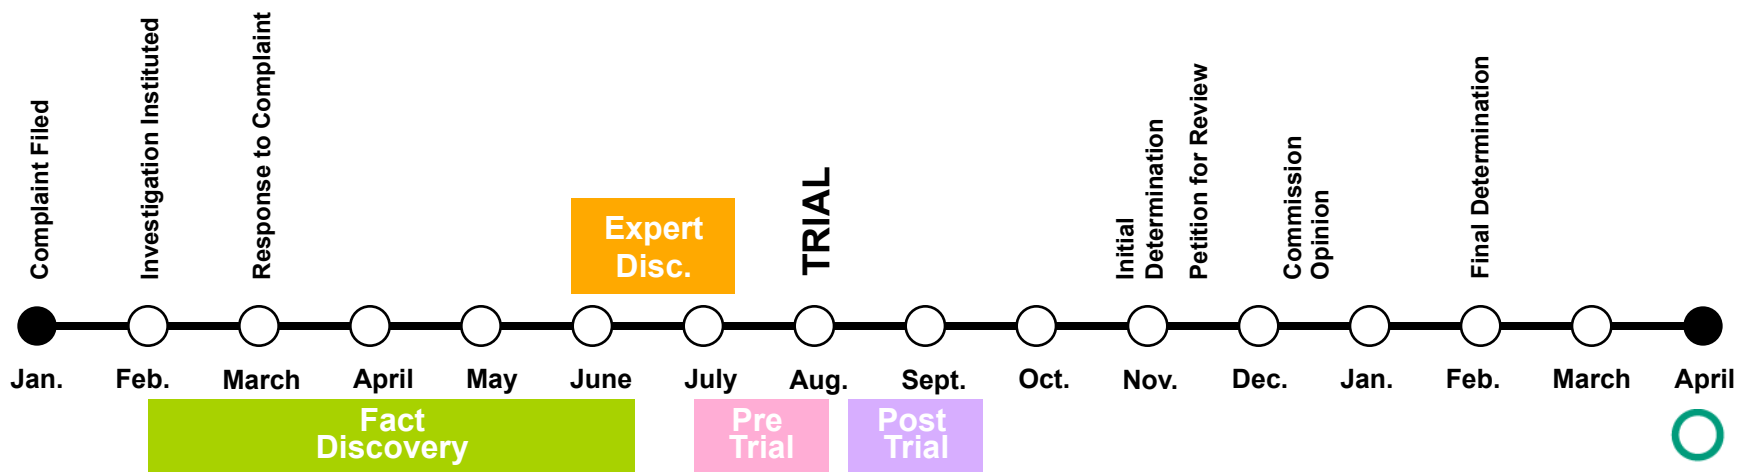 Complaint Filed
Investigation Instituted
Response to Complaint
Expert
Disc.
TRIAL
Initial
Determination
Petition for Review
Commission
Opinion
Final Determination
Jan.
Feb.
March
April
May
June
July
Aug.
Sept.
Oct.
Nov.
Dec.
Jan.
Feb.
March
April
Fact
Discovery
Pre
Trial
Post
Trial